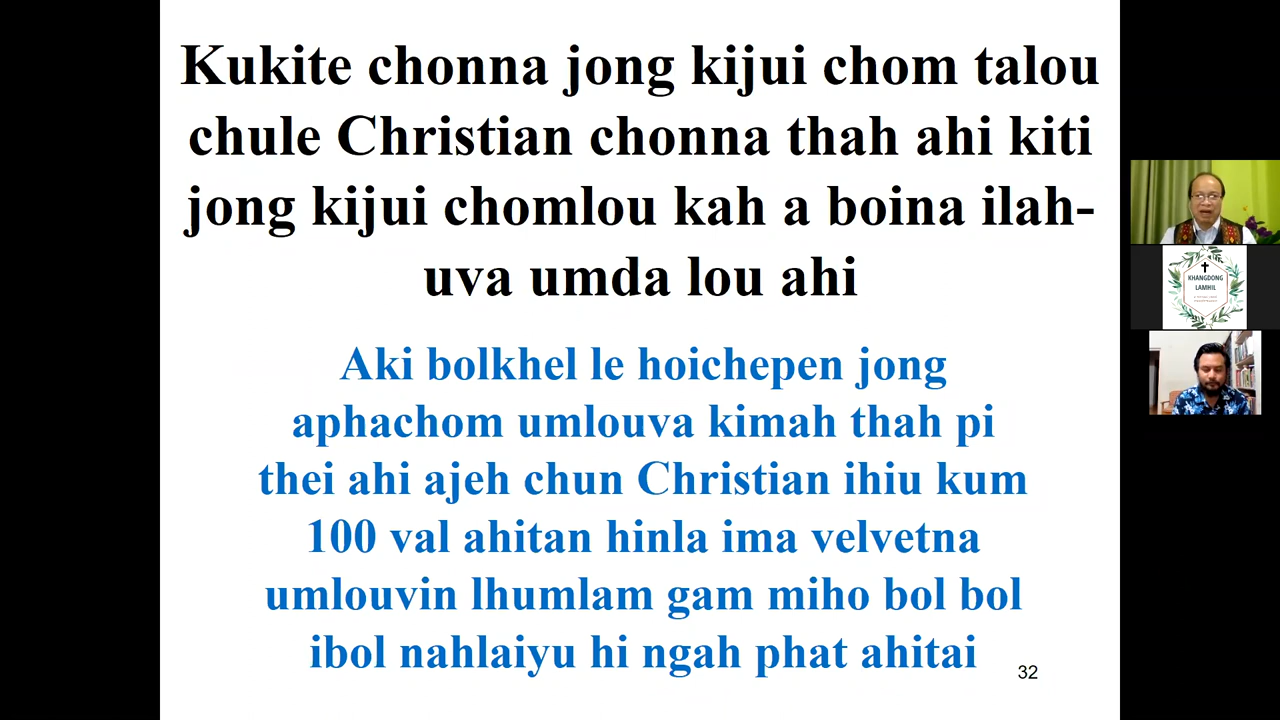 Kukite chonna jong kijui chom talou
chule Christian chonna thah ahi kiti
jong kijui chomlou kah a boina ilah-
uva umda lou ahi
Aki bolkhel le hoichepen jong
aphachom umlouva kimah thah pi
thei ahi ajeh chun Christian ihiu kum
100 val ahitan hinla ima velvetna
umlouvin lhumlam gam miho bol bol
ibol nahlaiyu hi ngah phat ahitai
32
KHANGDONG
LAMHIL